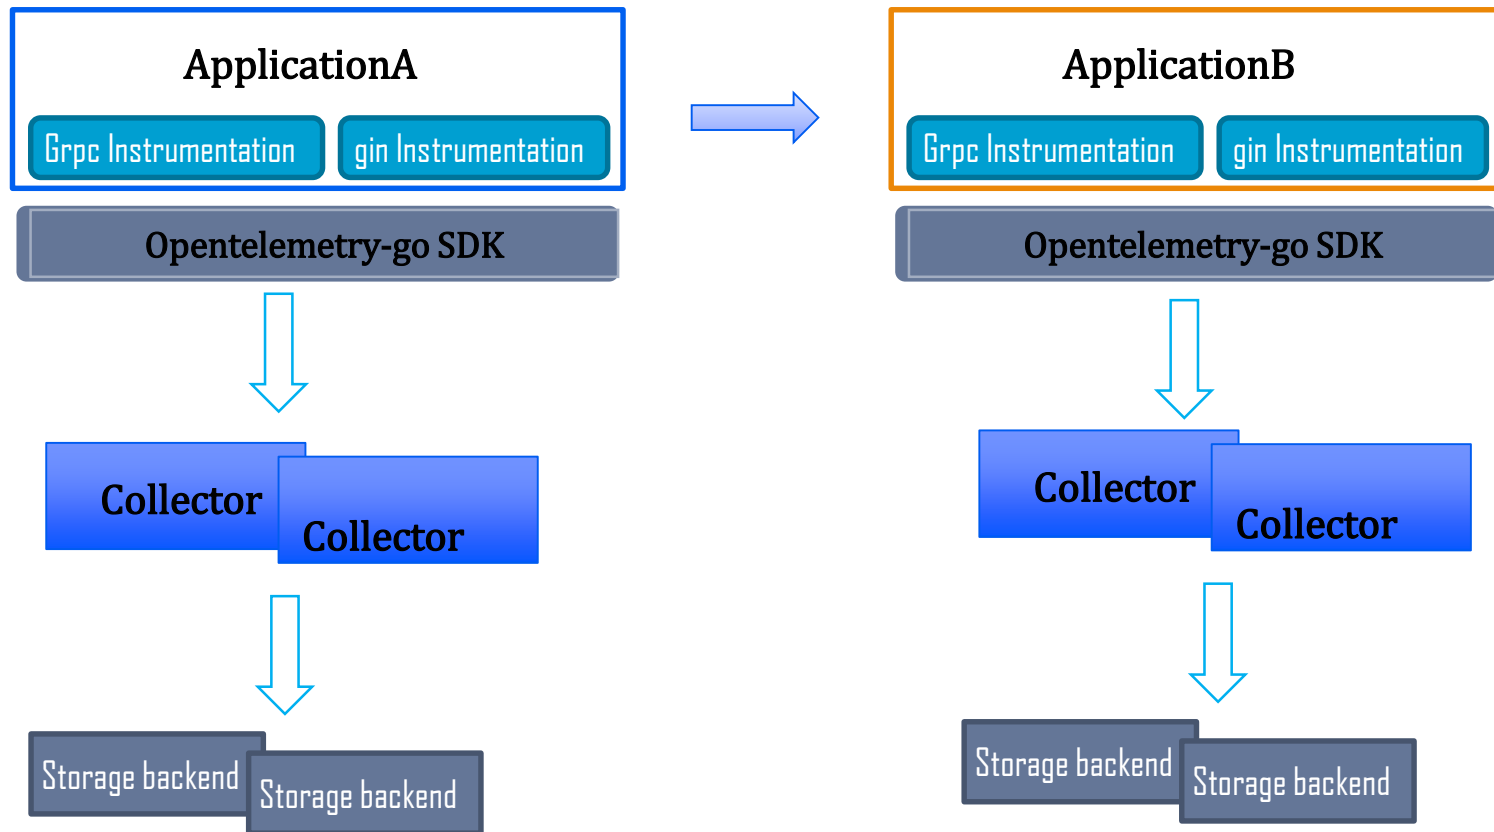 ApplicationA
Grpc Instrumentation
gin Instrumentation
Opentelemetry-go SDK
Collector
Collector
Storage backend
Storage backend
ApplicationB
Grpc Instrumentation
gin Instrumentation
Opentelemetry-go SDK
Collector
Collector
Storage backend
Storage backend